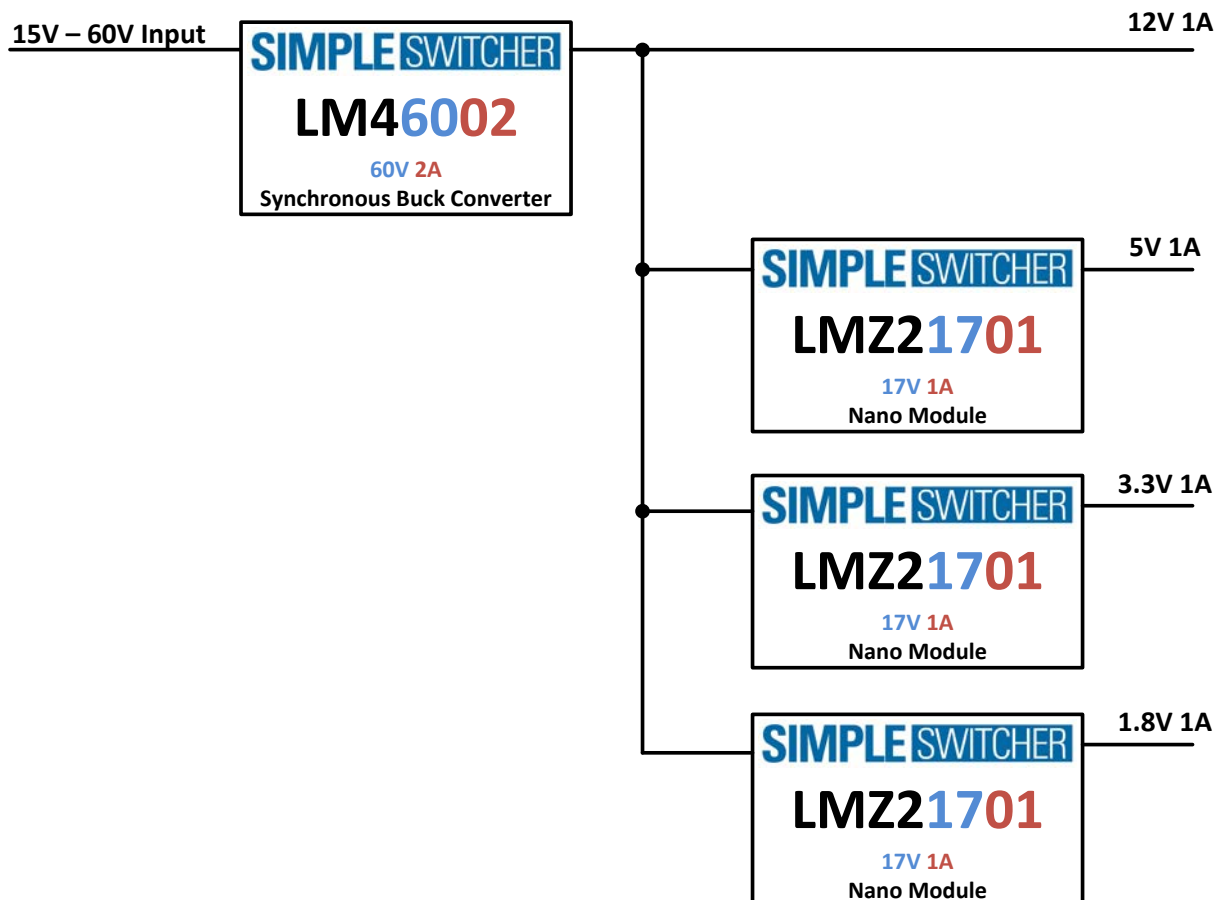 15V – 60V Input
SIMPLE SWITCHER
LM46002
60V 2A
Synchronous Buck Converter
12V 1A
SIMPLE SWITCHER
LMZ21701
17V 1A
Nano Module
5V 1A
SIMPLE SWITCHER
LMZ21701
17V 1A
Nano Module
3.3V 1A
SIMPLE SWITCHER
LMZ21701
17V 1A
Nano Module
1.8V 1A